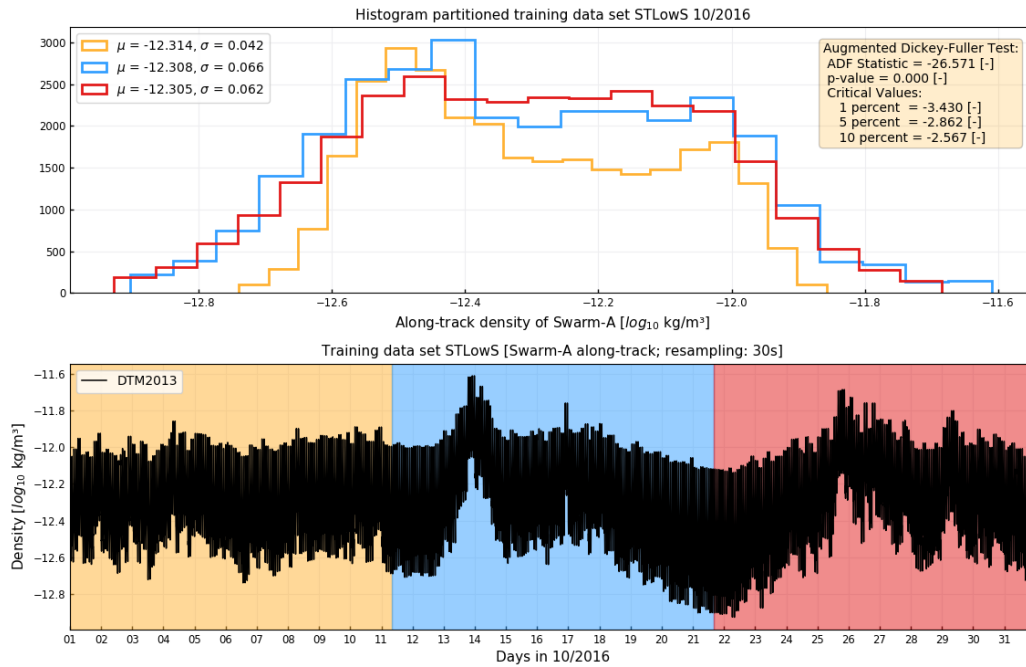 Histogram partitioned training data set STLowS 10/2016
μ = -12.314, σ = 0.042
μ = -12.308, σ = 0.066
μ = -12.305, σ = 0.062
Augmented Dickey-Fuller Test:
ADF Statistic = -26.571 [-]
p-value = 0.000 [-]
Critical Values:
1 percent = -3.430 [-]
5 percent = -2.862 [-]
10 percent = -2.567 [-]
3000
2500
2000
1500
1000
500
0
−12.8 −12.6 −12.4 −12.2 −12.0 −11.8 −11.6
Along-track density of Swarm-A [log₁₀ kg/m³]
Training data set STLowS [Swarm-A along-track; resampling: 30s]
DTM2013
Density [log₁₀ kg/m³]
−11.6
−11.8
−12.0
−12.2
−12.4
−12.6
−12.8
01 02 03 04 05 06 07 08 09 10 11 12 13 14 15 16 17 18 19 20 21 22 23 24 25 26 27 28 29 30 31
Days in 10/2016